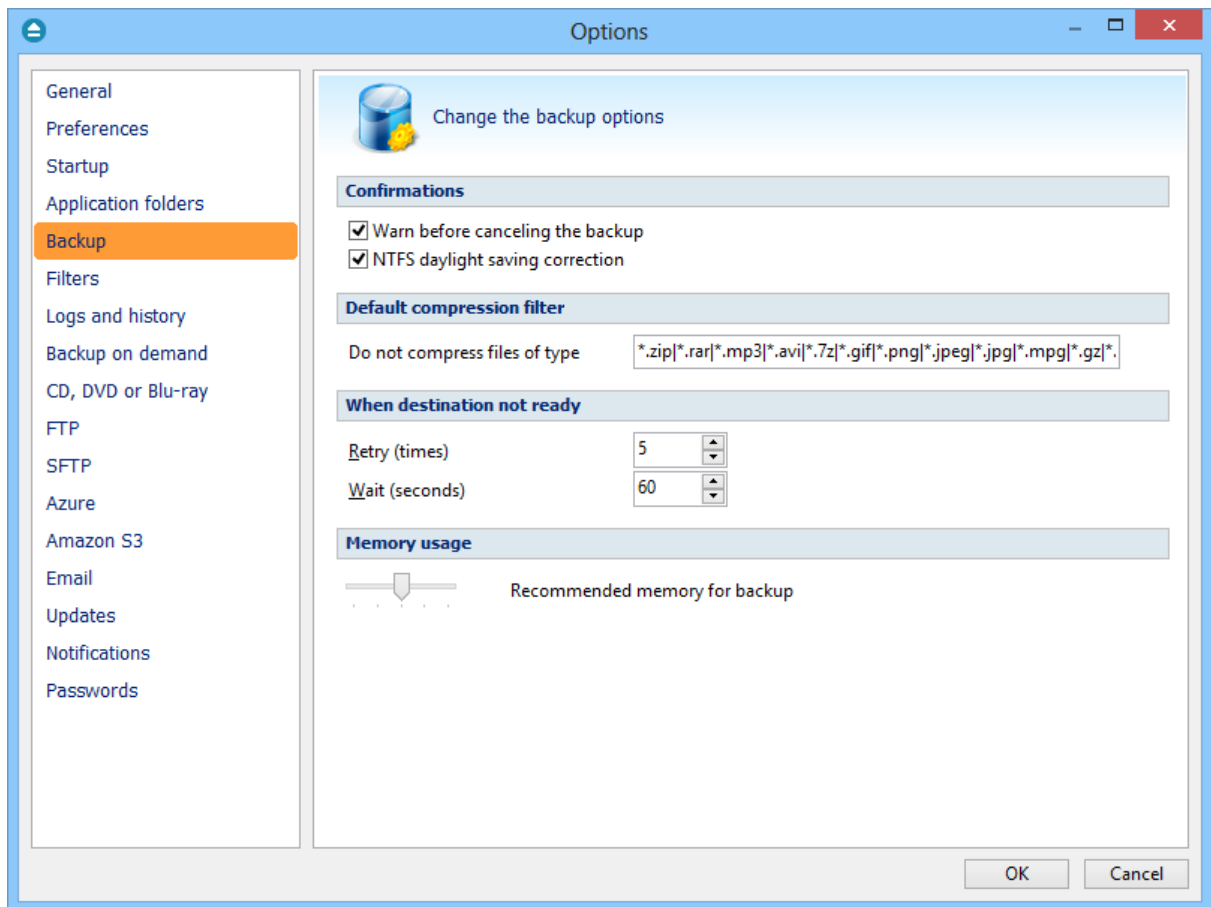 Options
General
Preferences
Startup
Application folders
Backup
Filters
Logs and history
Backup on demand
CD, DVD or Blu-ray
FTP
SFTP
Azure
Amazon S3
Email
Updates
Notifications
Passwords
Change the backup options
Confirmations
Warn before canceling the backup
NTFS daylight saving correction
Default compression filter
Do not compress files of type *.zip|*.rar|*.mp3|*.avi|*.7z|*.gif|*.png|*.jpeg|*.jpg|*.mpg|*.gz|*.
When destination not ready
Retry (times) 5
Wait (seconds) 60
Memory usage
Recommended memory for backup
OK Cancel